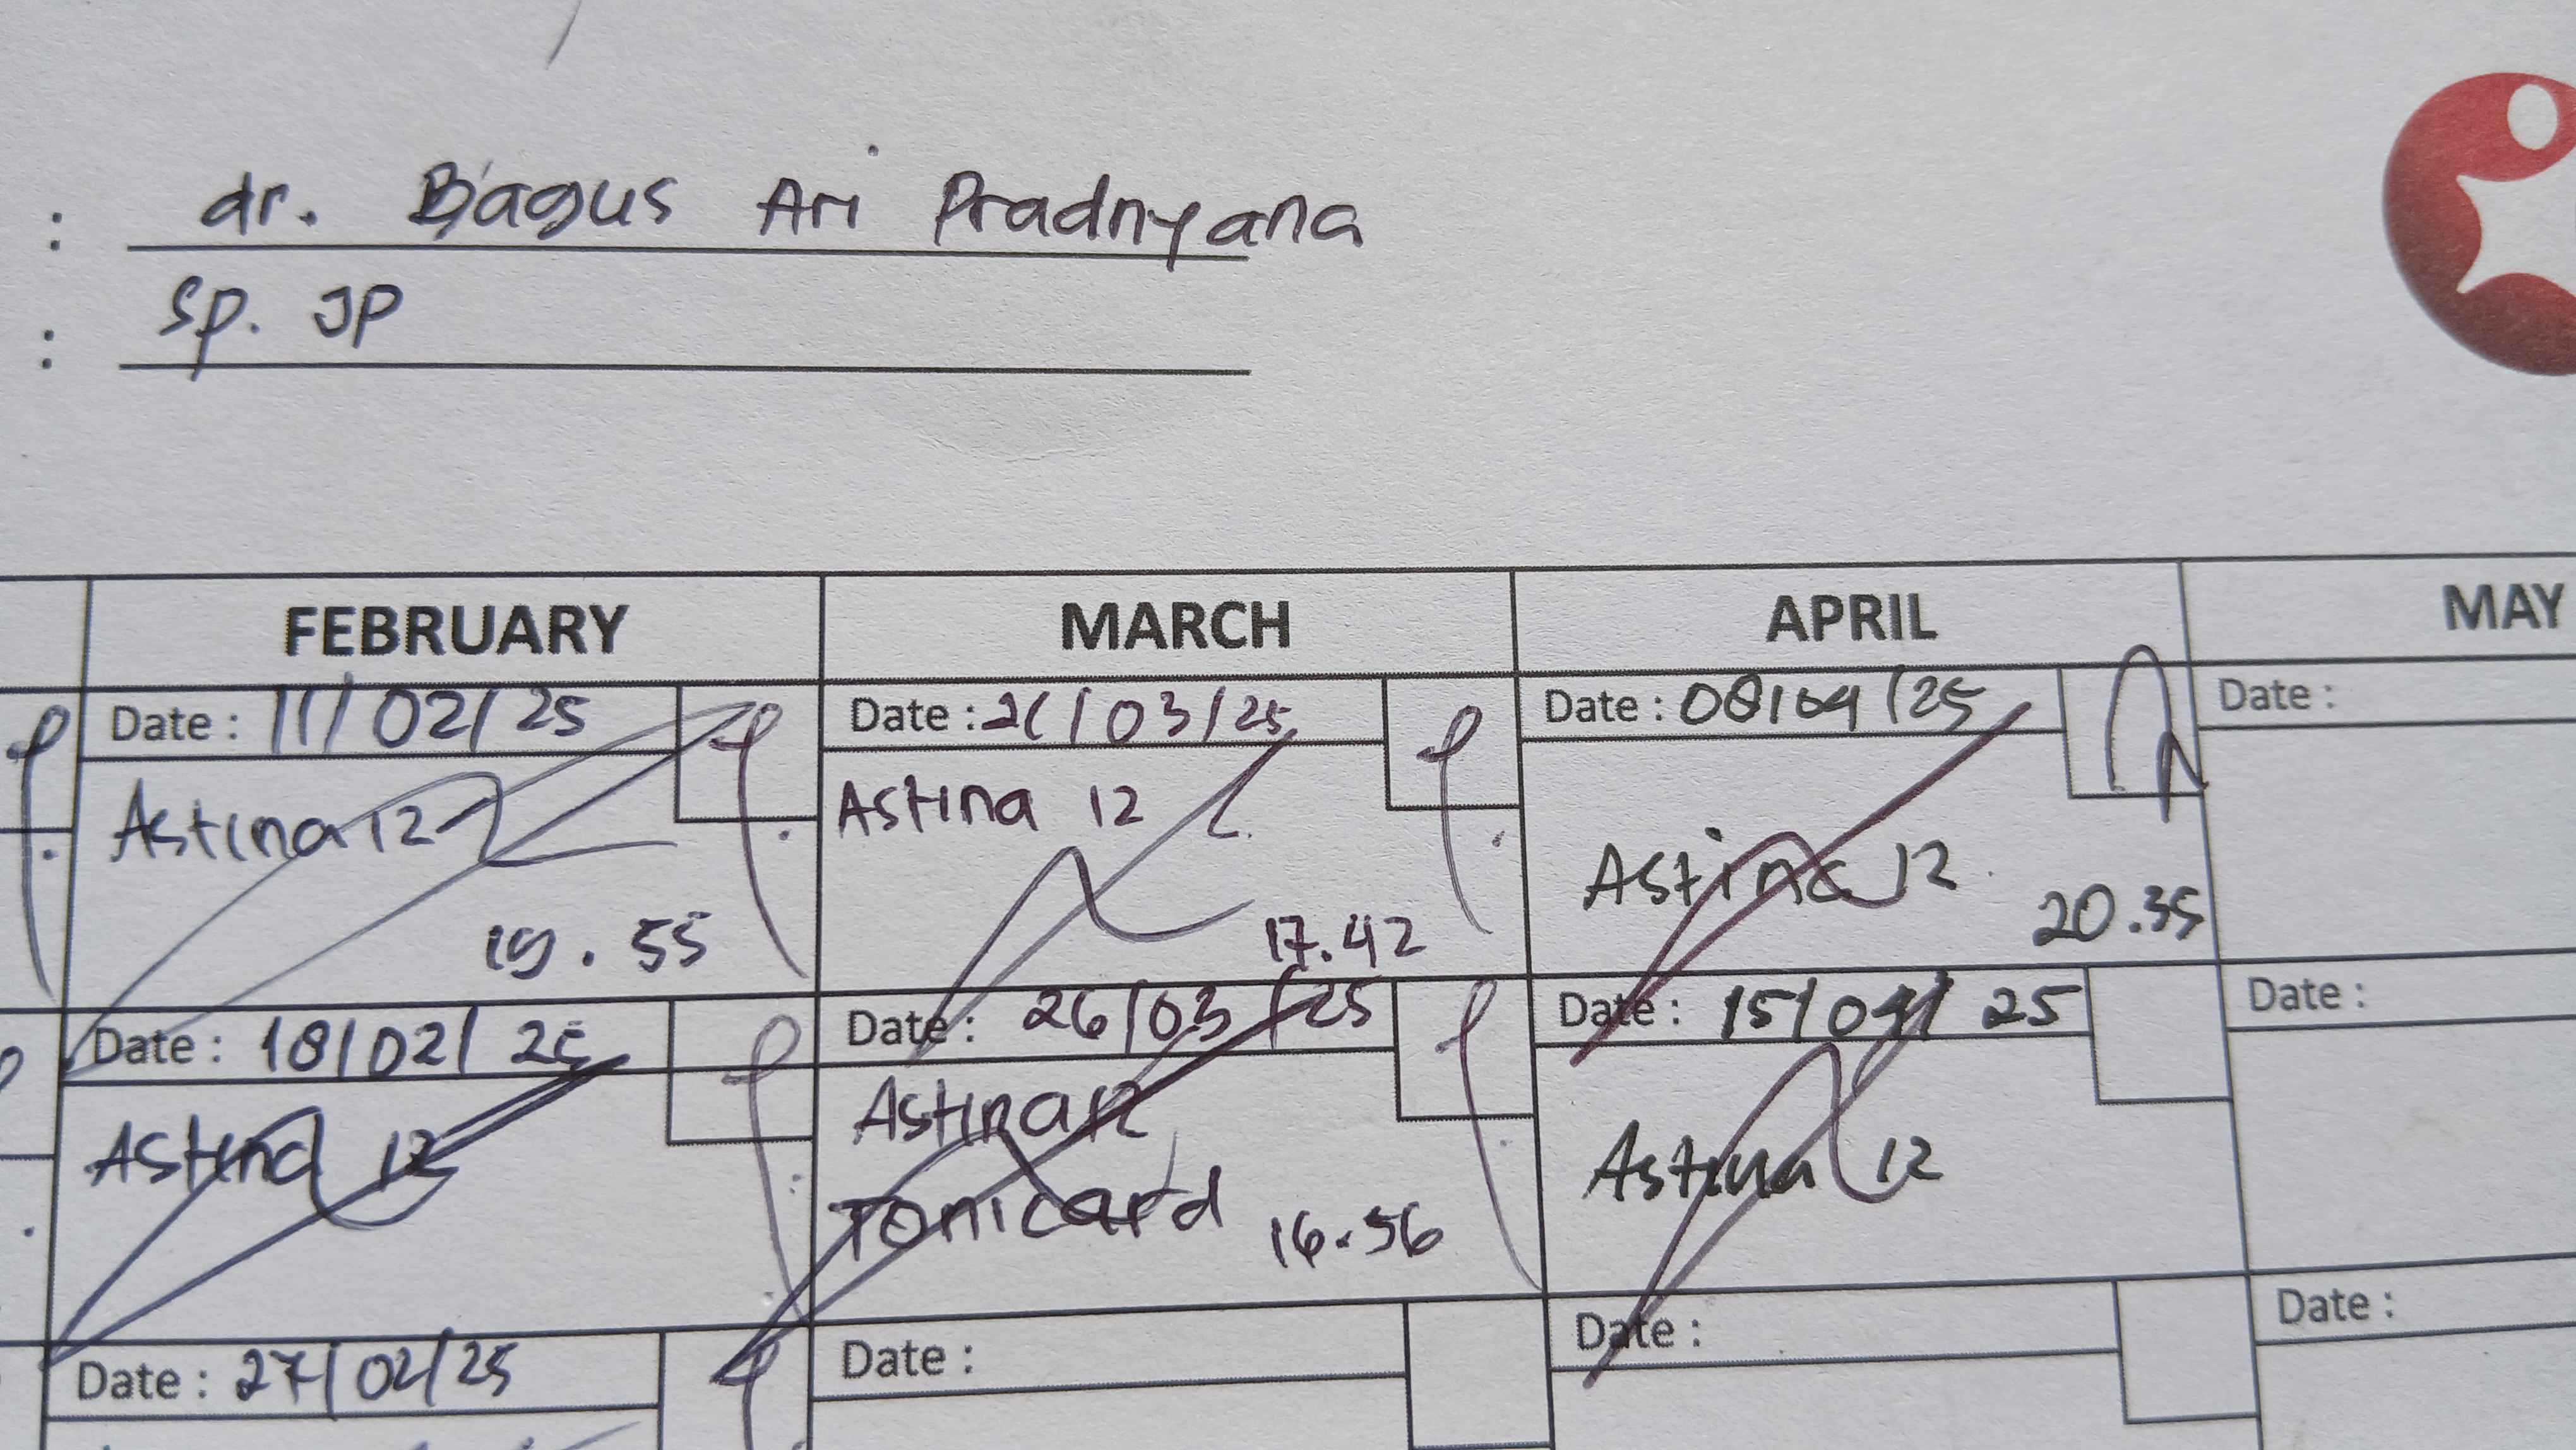 : dr. Bagus Ari Pradnyana
: Sp. JP
FEBRUARY MARCH APRIL MAY
Date : 11/02/25 Date : 21/03/25 Date : 08/04/25 Date :
Astina 12 Astina 12 Astina 12
19.55 17.42 20.35
Date : 18/02/25 Date : 26/03/25 Date : 15/04/25 Date :
Astina 12 Astina 12 Astina 12
Tonicard 16.56
Date : 27/02/25 Date : Date : Date :